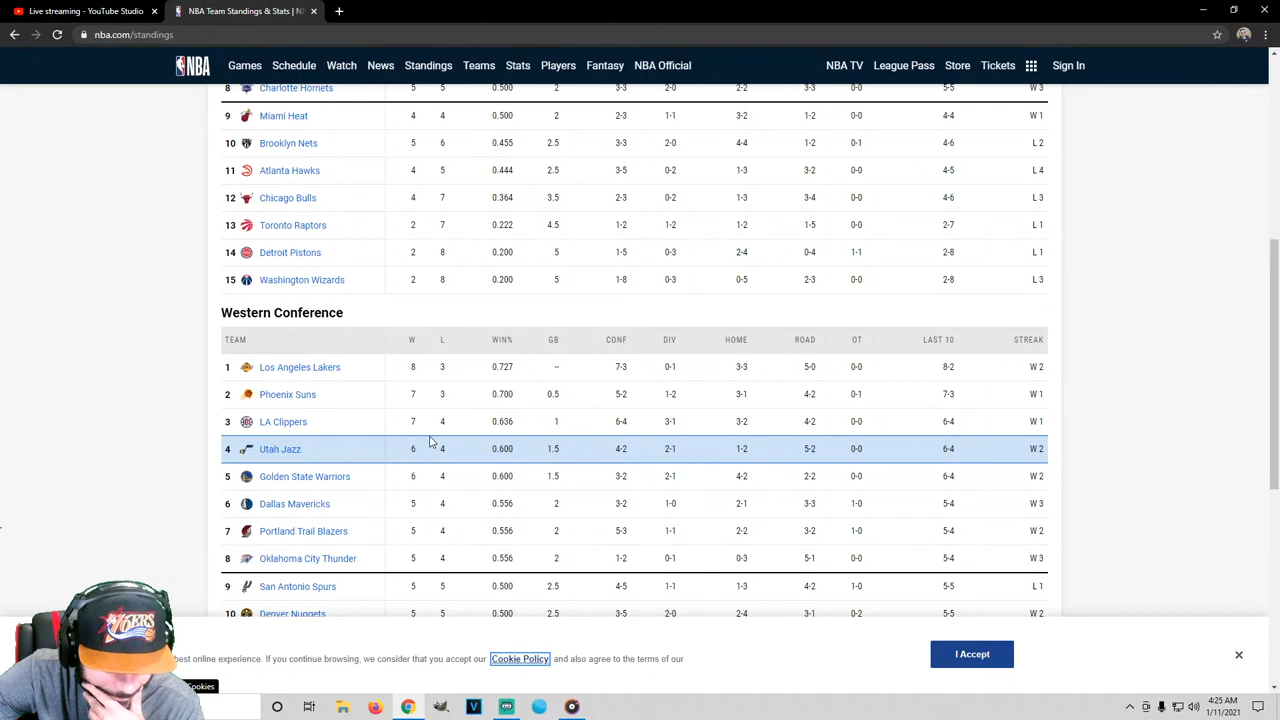 Live streaming - YouTube Studio
NBA Team Standings & Stats | N
nba.com/standings
NBA Games Schedule Watch News Standings Teams Stats Players Fantasy NBA Official NBA TV League Pass Store Tickets Sign In
8 Charlotte Hornets 5 5 0.500 2 3-3 2-0 2-2 3-3 0-0 5-5 W 3
9 Miami Heat 4 4 0.500 2 2-3 1-1 3-2 1-2 0-0 4-4 W 1
10 Brooklyn Nets 5 6 0.455 2.5 3-3 2-0 4-4 1-2 0-1 4-6 L 2
11 Atlanta Hawks 4 5 0.444 2.5 3-5 0-2 1-3 3-2 0-0 4-5 L 4
12 Chicago Bulls 4 7 0.364 3.5 2-3 0-2 1-3 3-4 0-0 4-6 L 3
13 Toronto Raptors 2 7 0.222 4.5 1-2 1-2 1-2 1-5 0-0 2-7 L 1
14 Detroit Pistons 2 8 0.200 5 1-5 0-3 2-4 0-4 1-1 2-8 L 1
15 Washington Wizards 2 8 0.200 5 1-8 0-3 0-5 2-3 0-0 2-8 L 3
Western Conference
TEAM W L WIN% GB CONF DIV HOME ROAD OT LAST 10 STREAK
1 Los Angeles Lakers 8 3 0.727 -- 7-3 0-1 3-3 5-0 0-0 8-2 W 2
2 Phoenix Suns 7 3 0.700 0.5 5-2 1-2 3-1 4-2 0-1 7-3 W 1
3 LA Clippers 7 4 0.636 1 6-4 3-1 3-2 4-2 0-0 6-4 W 1
4 Utah Jazz 6 4 0.600 1.5 4-2 2-1 1-2 5-2 0-0 6-4 W 2
5 Golden State Warriors 6 4 0.600 1.5 3-2 2-1 4-2 2-2 0-0 6-4 W 2
6 Dallas Mavericks 5 4 0.556 2 3-2 1-0 2-1 3-3 1-0 5-4 W 3
7 Portland Trail Blazers 5 4 0.556 2 5-3 1-1 2-2 3-2 1-0 5-4 W 2
8 Oklahoma City Thunder 5 4 0.556 2 1-2 0-1 0-3 5-1 0-0 5-4 W 3
9 San Antonio Spurs 5 5 0.500 2.5 4-5 1-1 1-3 4-2 1-0 5-5 L 1
10 Denver Nuggets 5 5 0.500 2.5 3-5 2-0 2-4 3-1 0-2 5-5 W 2
best online experience. If you continue browsing, we consider that you accept our Cookie Policy and also agree to the terms of our
I Accept
Cookies
76ERS
4:25 AM
1/11/2021